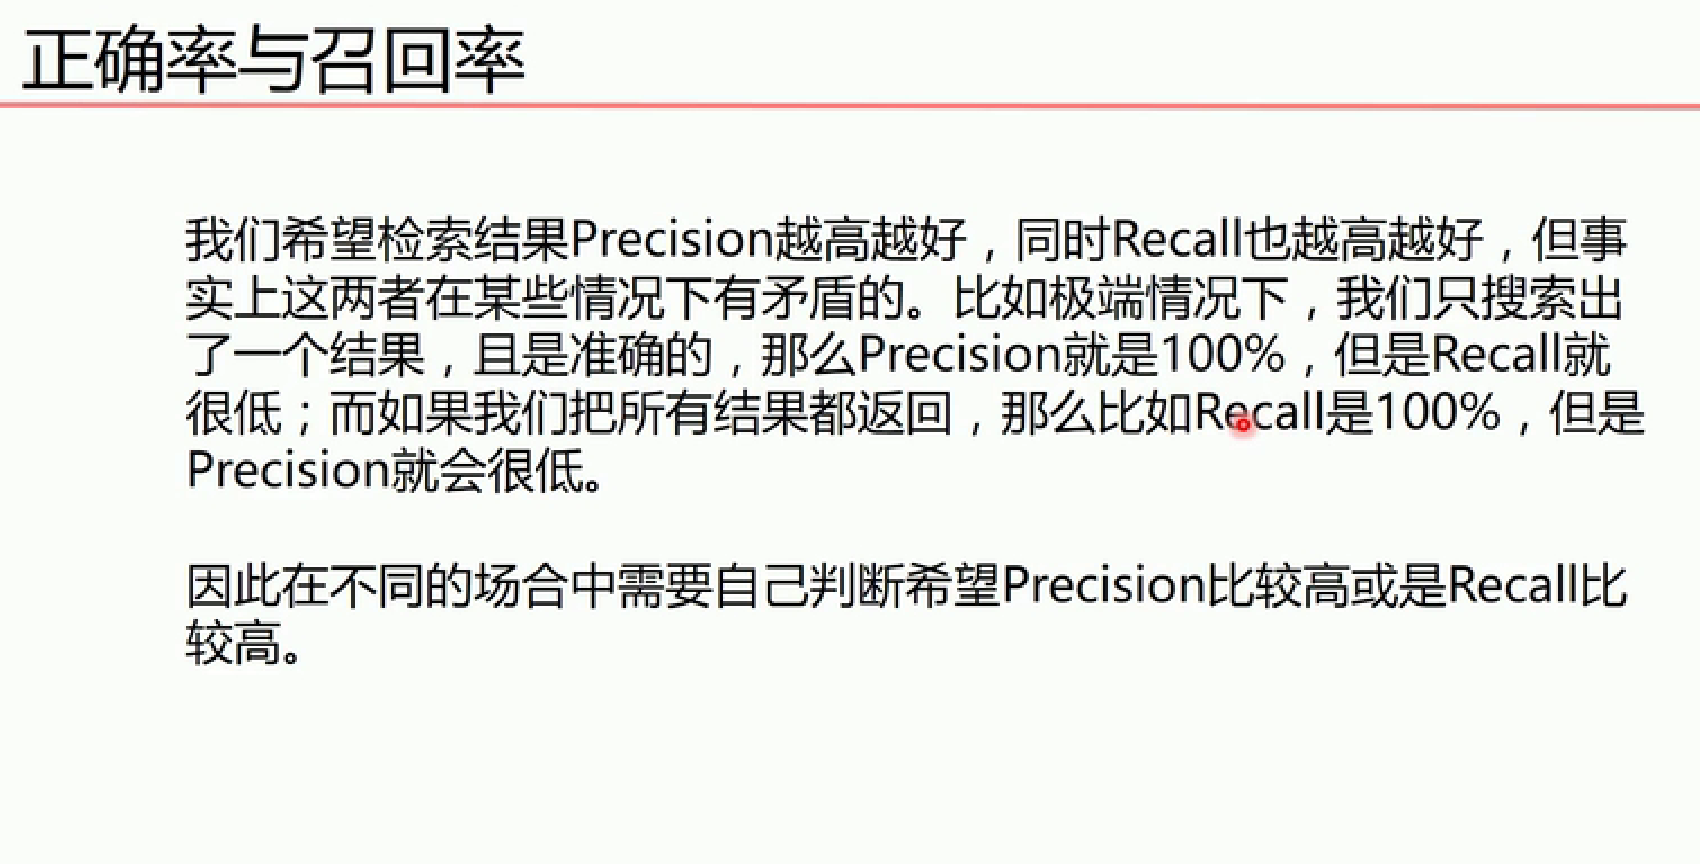 正确率与召回率
我们希望检索结果Precision越高越好，同时Recall也越高越好，但事
实上这两者在某些情况下有矛盾的。比如极端情况下，我们只搜索出
了一个结果，且是准确的，那么Precision就是100%，但是Recall就
很低；而如果我们把所有结果都返回，那么比如Recall是100%，但是
Precision就会很低。
因此在不同的场合中需要自己判断希望Precision比较高或是Recall比
较高。